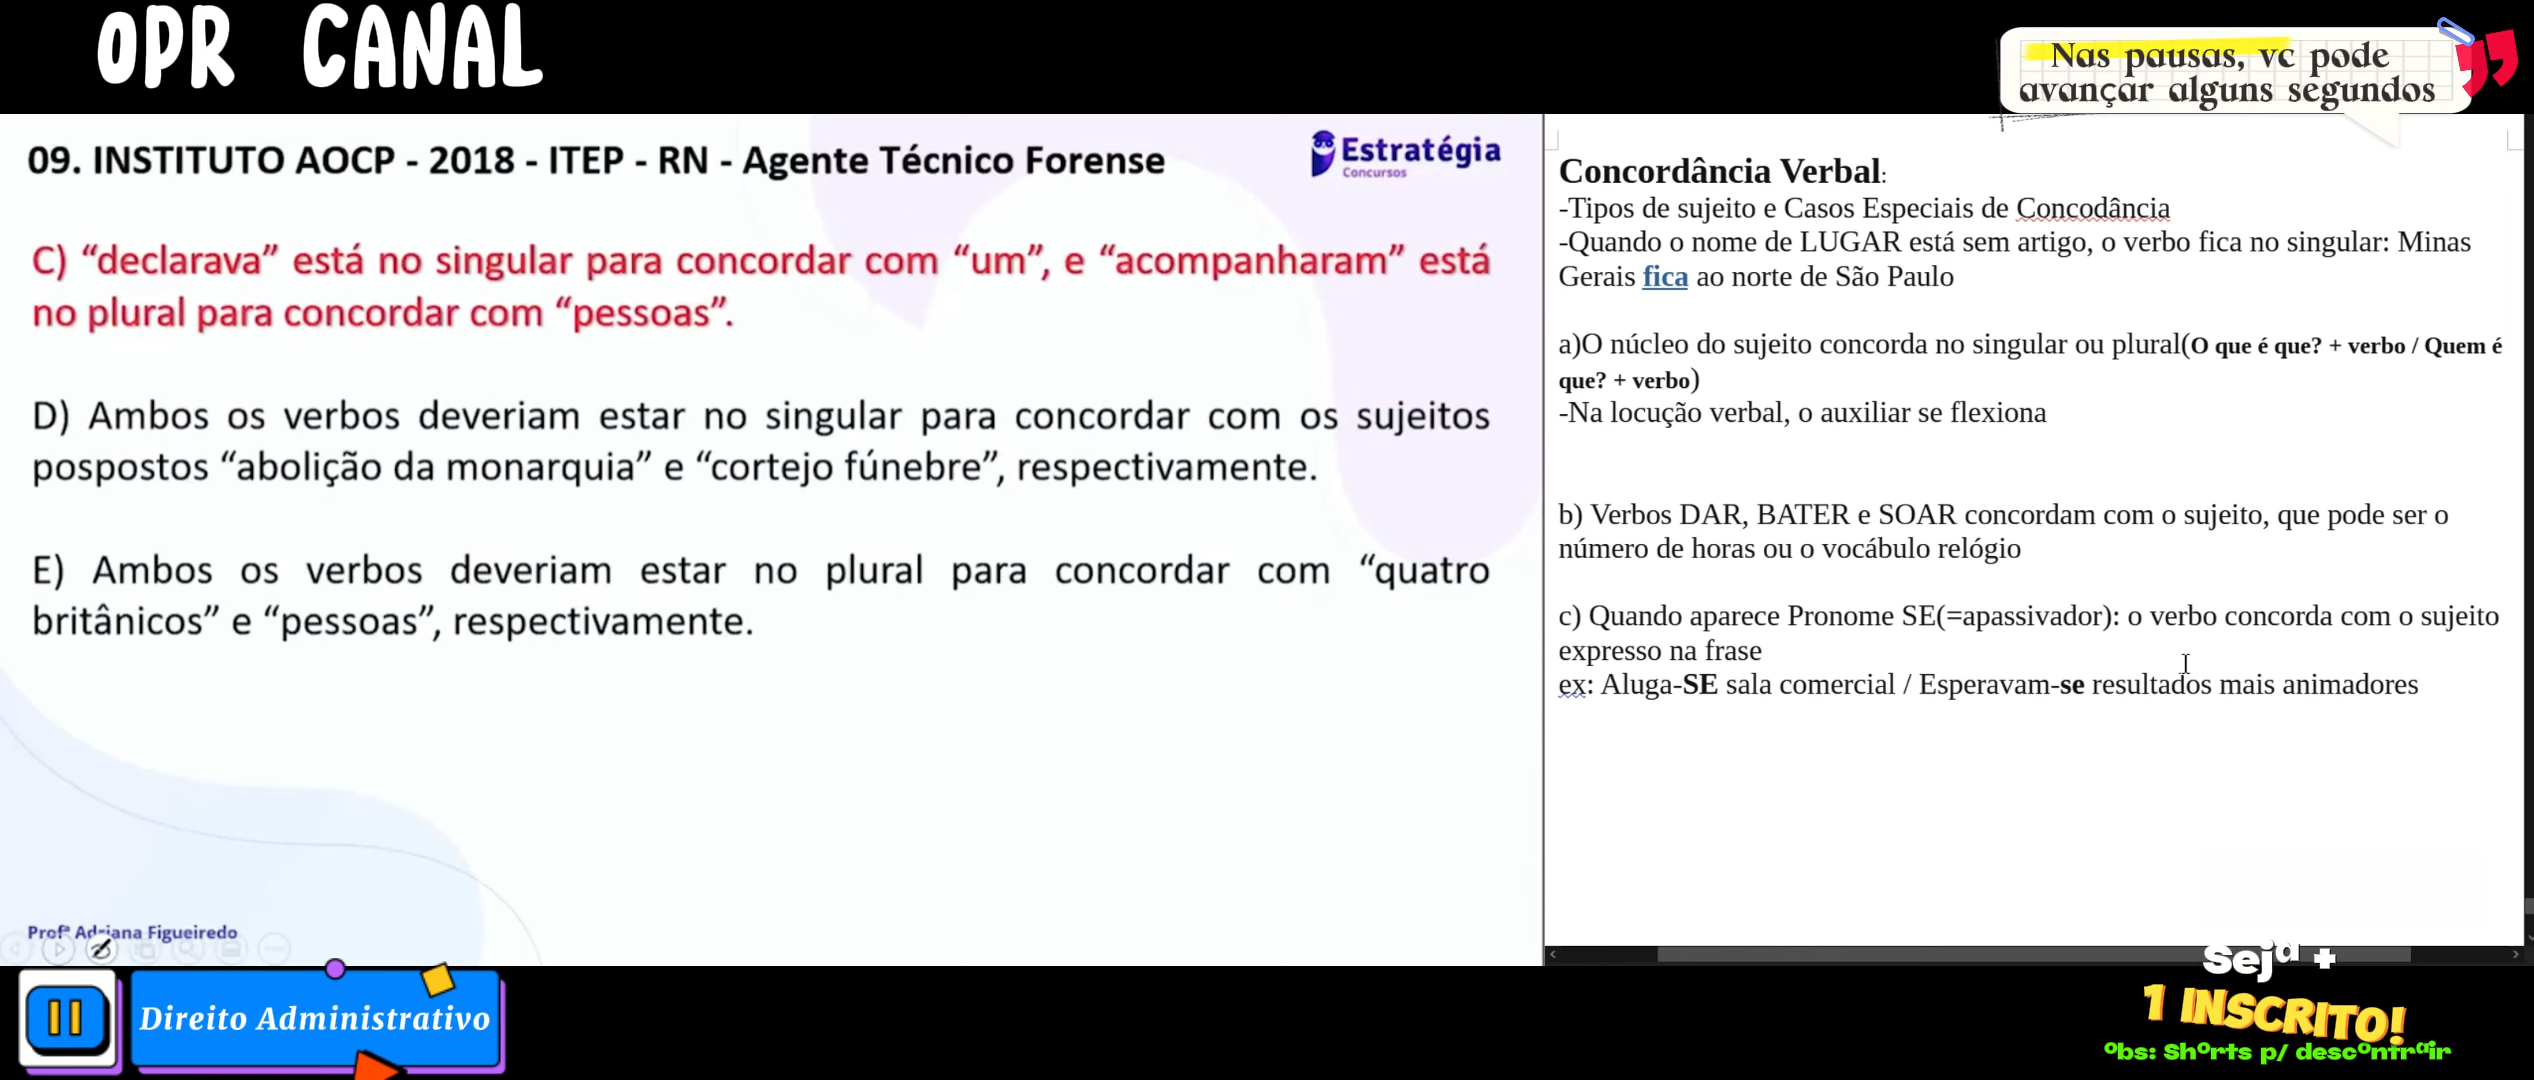 OPR CANAL
Nas pausas, vc pode
avançar alguns segundos
09. INSTITUTO AOCP - 2018 - ITEP - RN - Agente Técnico Forense
Estratégia
Concursos
C) “declarava” está no singular para concordar com “um”, e “acompanharam” está
no plural para concordar com “pessoas”.
D) Ambos os verbos deveriam estar no singular para concordar com os sujeitos
pospostos “abolição da monarquia” e “cortejo fúnebre”, respectivamente.
E) Ambos os verbos deveriam estar no plural para concordar com “quatro
britânicos” e “pessoas”, respectivamente.
Profª Adriana Figueiredo
Concordância Verbal:
-Tipos de sujeito e Casos Especiais de Concodância
-Quando o nome de LUGAR está sem artigo, o verbo fica no singular: Minas
Gerais fica ao norte de São Paulo
a)O núcleo do sujeito concorda no singular ou plural(O que é que? + verbo / Quem é
que? + verbo)
-Na locução verbal, o auxiliar se flexiona
b) Verbos DAR, BATER e SOAR concordam com o sujeito, que pode ser o
número de horas ou o vocábulo relógio
c) Quando aparece Pronome SE(=apassivador): o verbo concorda com o sujeito
expresso na frase
ex: Aluga-SE sala comercial / Esperavam-se resultados mais animadores
Direito Administrativo
Seja +
1 INSCRITO!
obs: Shorts p/ descontrair